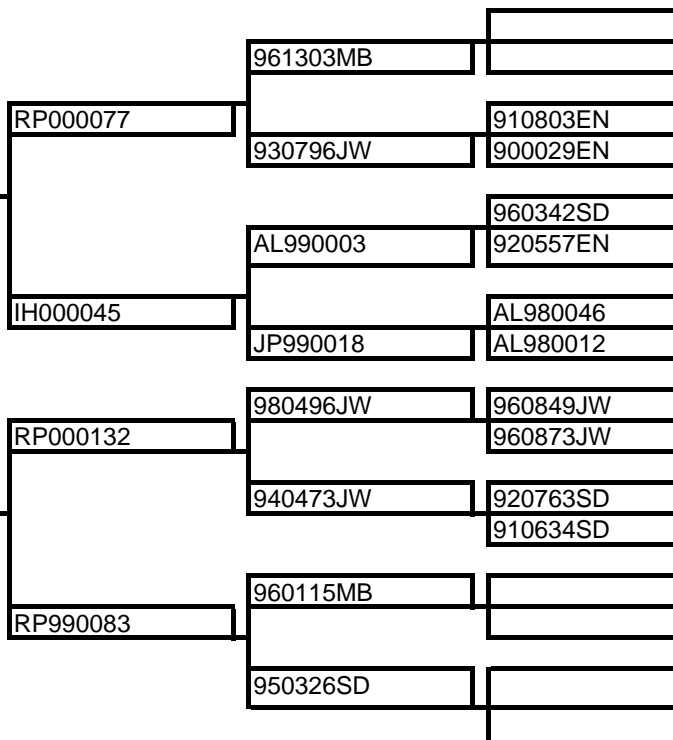 961303MB
RP000077
910803EN
930796JW
900029EN
960342SD
AL990003
920557EN
IH000045
AL980046
JP990018
AL980012
980496JW
960849JW
RP000132
960873JW
940473JW
920763SD
910634SD
960115MB
RP990083
950326SD